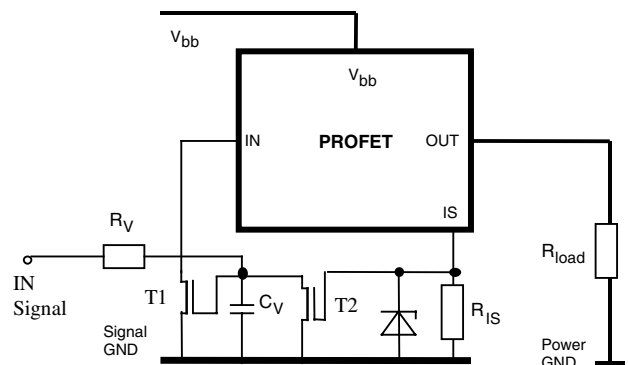 Vbb
Vbb
IN
PROFET
OUT
IS
RV
IN
Signal
T1
CV
T2
RIS
Rload
Signal
GND
Power
GND